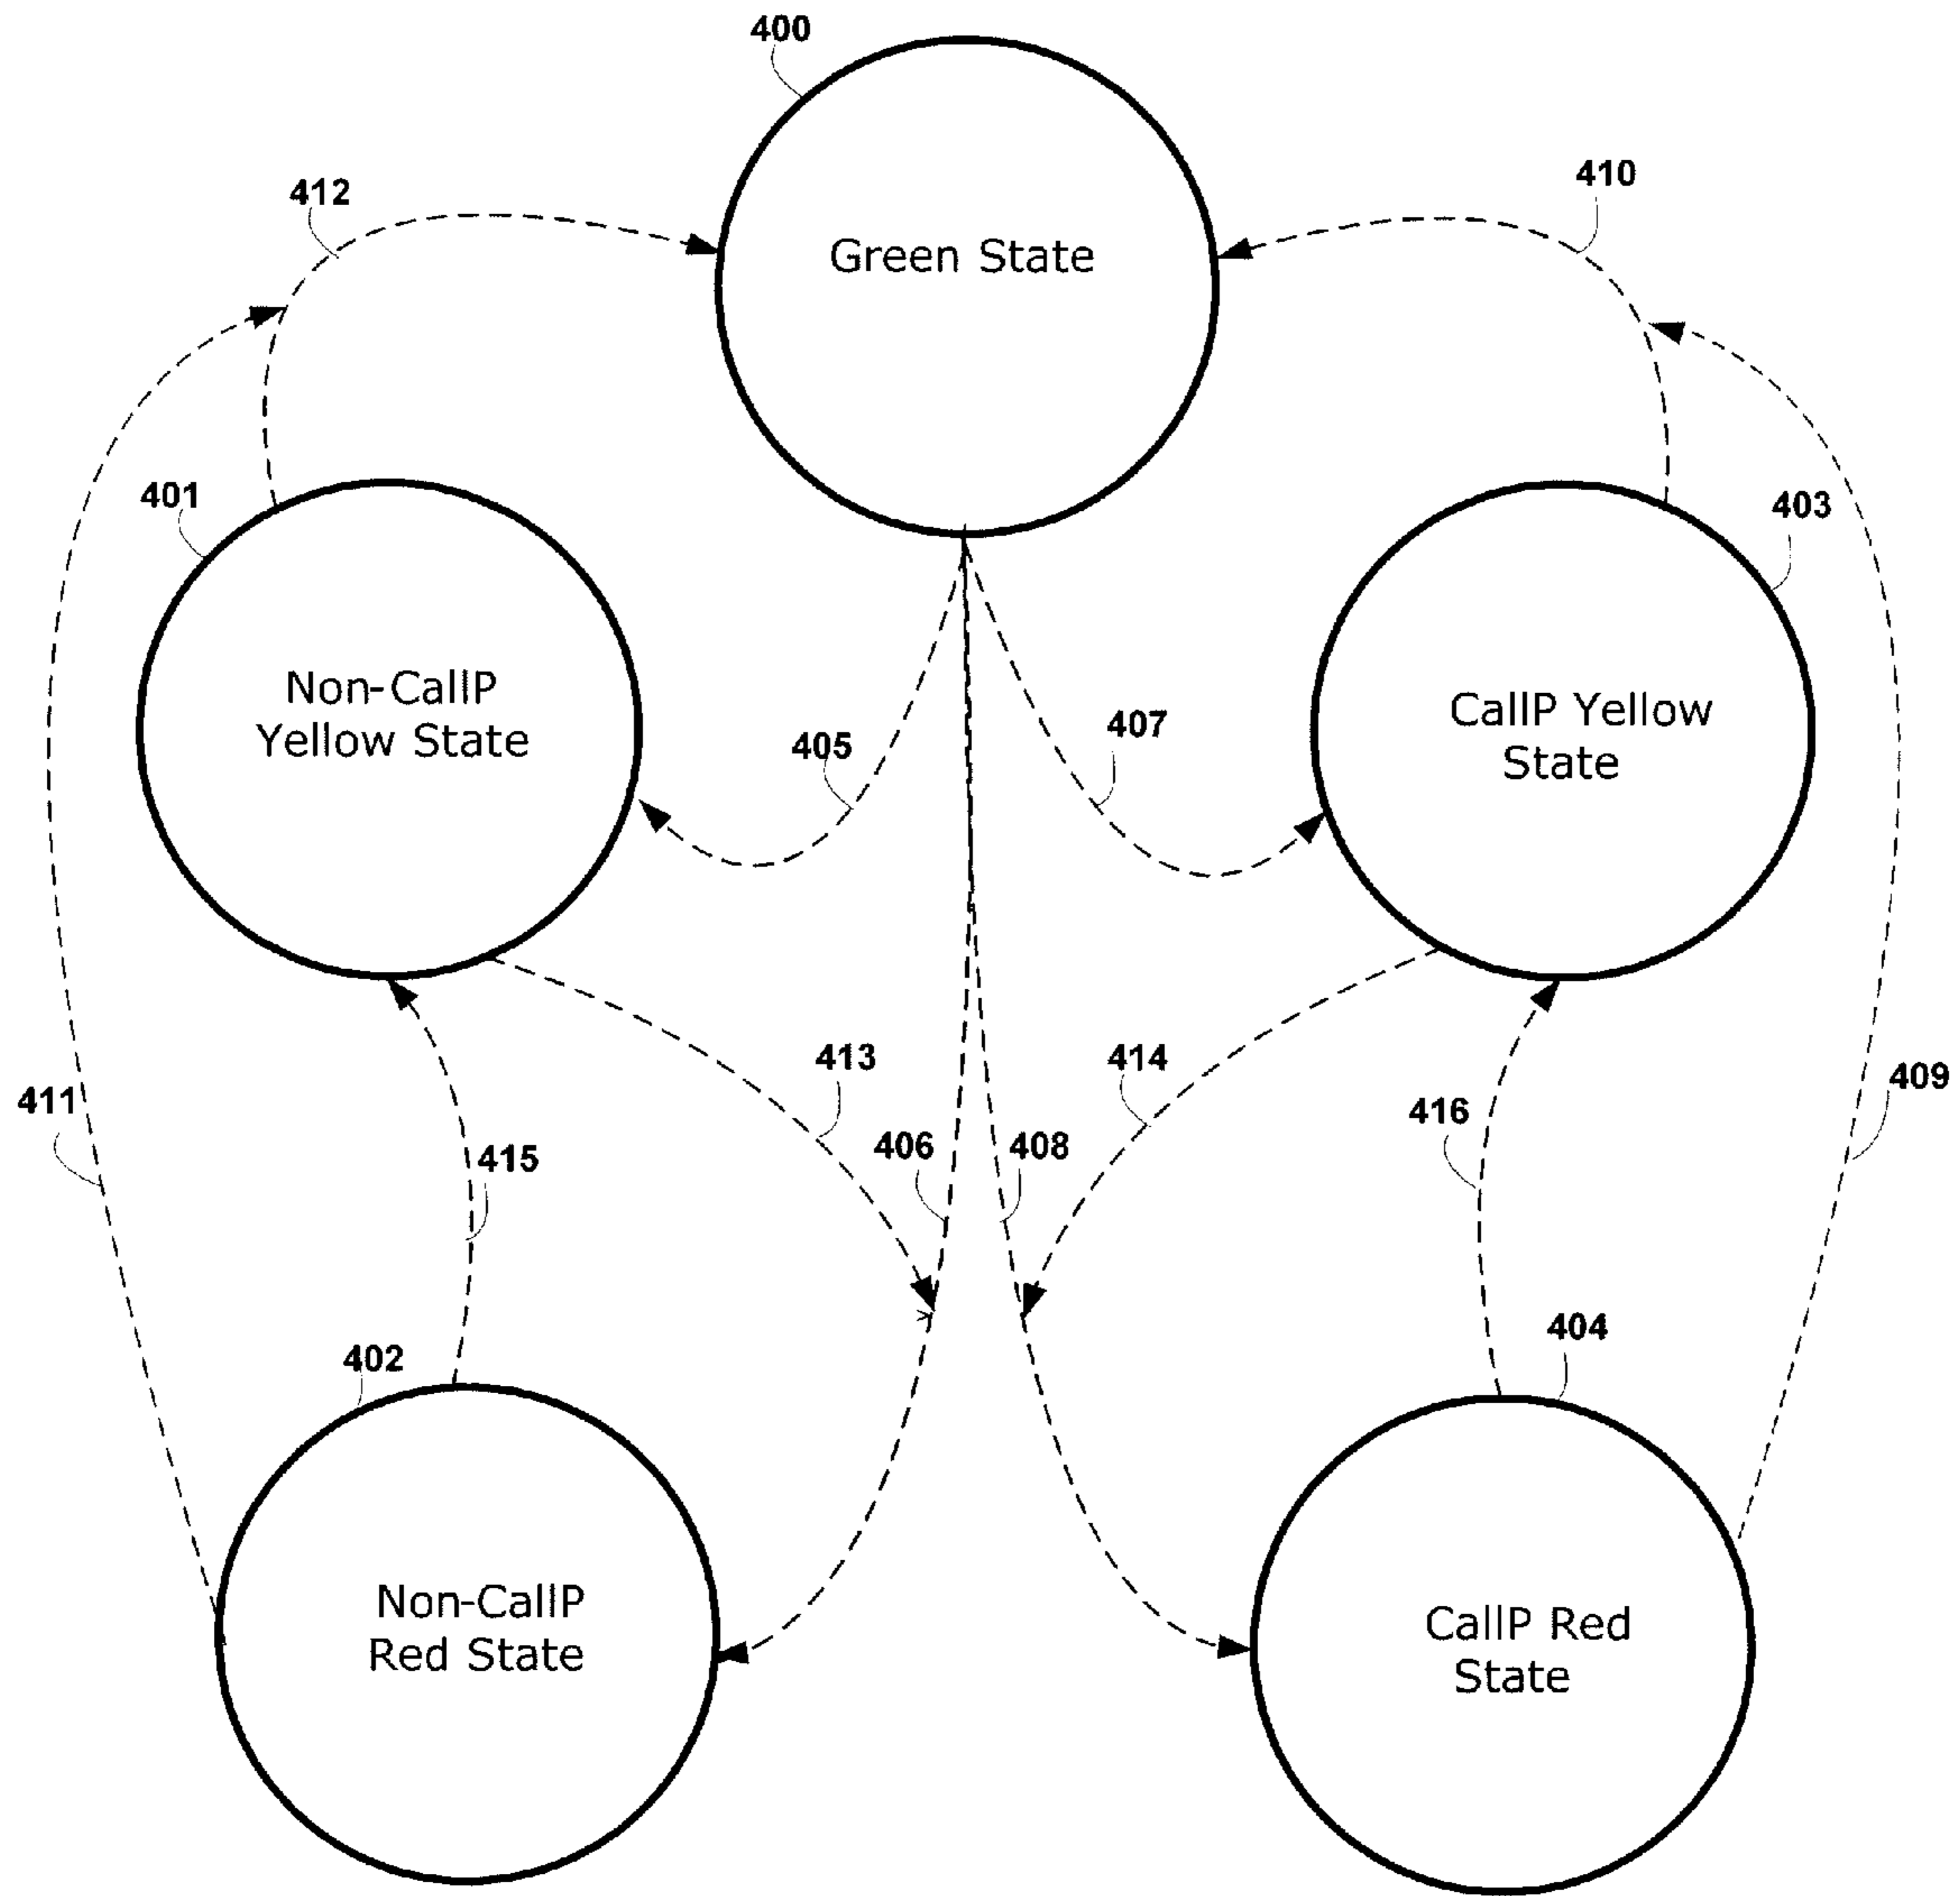 400
412
410
Green State
401
403
Non-CallP
Yellow State
CallP Yellow
State
405
407
413
414
411
409
416
406
408
415
402
404
Non-CallP
Red State
CallP Red
State